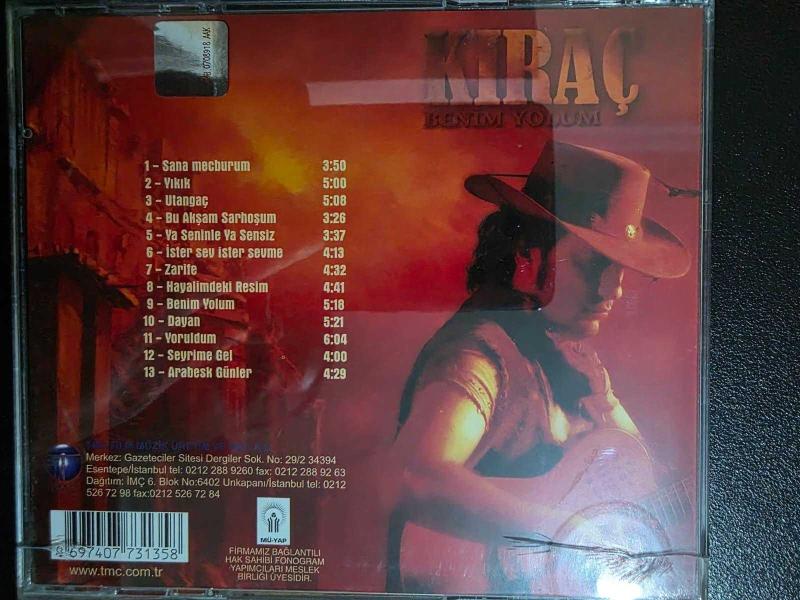 0708918 AAK
KIRAÇ
BENIM YOLUM
1 - Sana mecburum 3:50
2 - Yıkık 5:00
3 - Utangaç 5:08
4 - Bu Akşam Sarhoşum 3:26
5 - Ya Seninle Ya Sensiz 3:37
6 - İster sev ister sevme 4:13
7 - Zarife 4:32
8 - Hayalimdeki Resim 4:41
9 - Benim Yolum 5:18
10 - Dayan 5:21
11 - Yoruldum 6:04
12 - Seyrime Gel 4:00
13 - Arabesk Günler 4:29
Merkez: Gazeteciler Sitesi Dergiler Sok. No: 29/2 34394
Esentepe/İstanbul tel: 0212 288 9260 fax: 0212 288 92 63
Dağıtım: İMÇ 6. Blok No:6402 Unkapanı/İstanbul tel: 0212
526 72 98 fax:0212 526 72 84
697407 731358
www.tmc.com.tr
MÜ-YAP
FİRMAMIZ BAĞLANTILI
HAK SAHİBİ FONOGRAM
YAPIMCILARI MESLEK
BİRLİĞİ ÜYESİDİR.